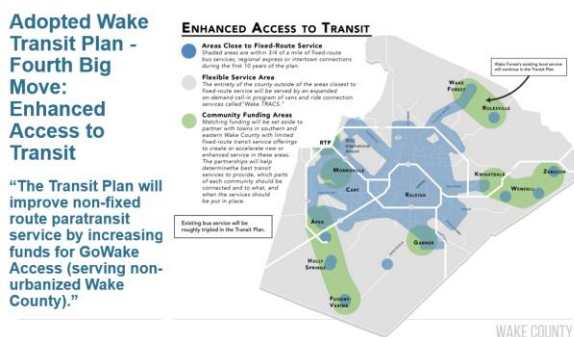 Adopted Wake
Transit Plan -
Fourth Big
Move:
Enhanced
Access to
Transit
“The Transit Plan will
improve non-fixed
route paratransit
service by increasing
funds for GoWake
Access (serving non-
urbanized Wake
County).”
ENHANCED ACCESS TO TRANSIT
Areas Close to Fixed-Route Service
Shaded areas are within 3/4 of a mile of fixed-route
bus services, regional express or intertown connections
during the first 10 years of the plan.
Flexible Service Area
The entirety of the county outside of the areas closest to
fixed-route service will be served by an expanded
on-demand call-in program of vans and ride connection
services called "Wake TRACS."
Community Funding Areas
Matching funding will be set aside to
partner with towns in southern and
eastern Wake County with limited
fixed-route transit service offerings
to create or accelerate new or
enhanced service in these areas.
The partnerships will help
determine the best transit
services to provide, which parts
of each community should be
connected and to what, and
when the services should
be put in place.
Existing bus service will be
roughly tripled in the Transit Plan.
Wake Forest's existing local service
will continue in the Transit Plan
WAKE
FOREST
ROLESVILLE
RTP
RDU
International
Airport
MORRISVILLE
CARY
RALEIGH
KNIGHTDALE
ZEBULON
WENDELL
APEX
GARNER
HOLLY
SPRINGS
FUQUAY-
VARINA
WAKE COUNTY